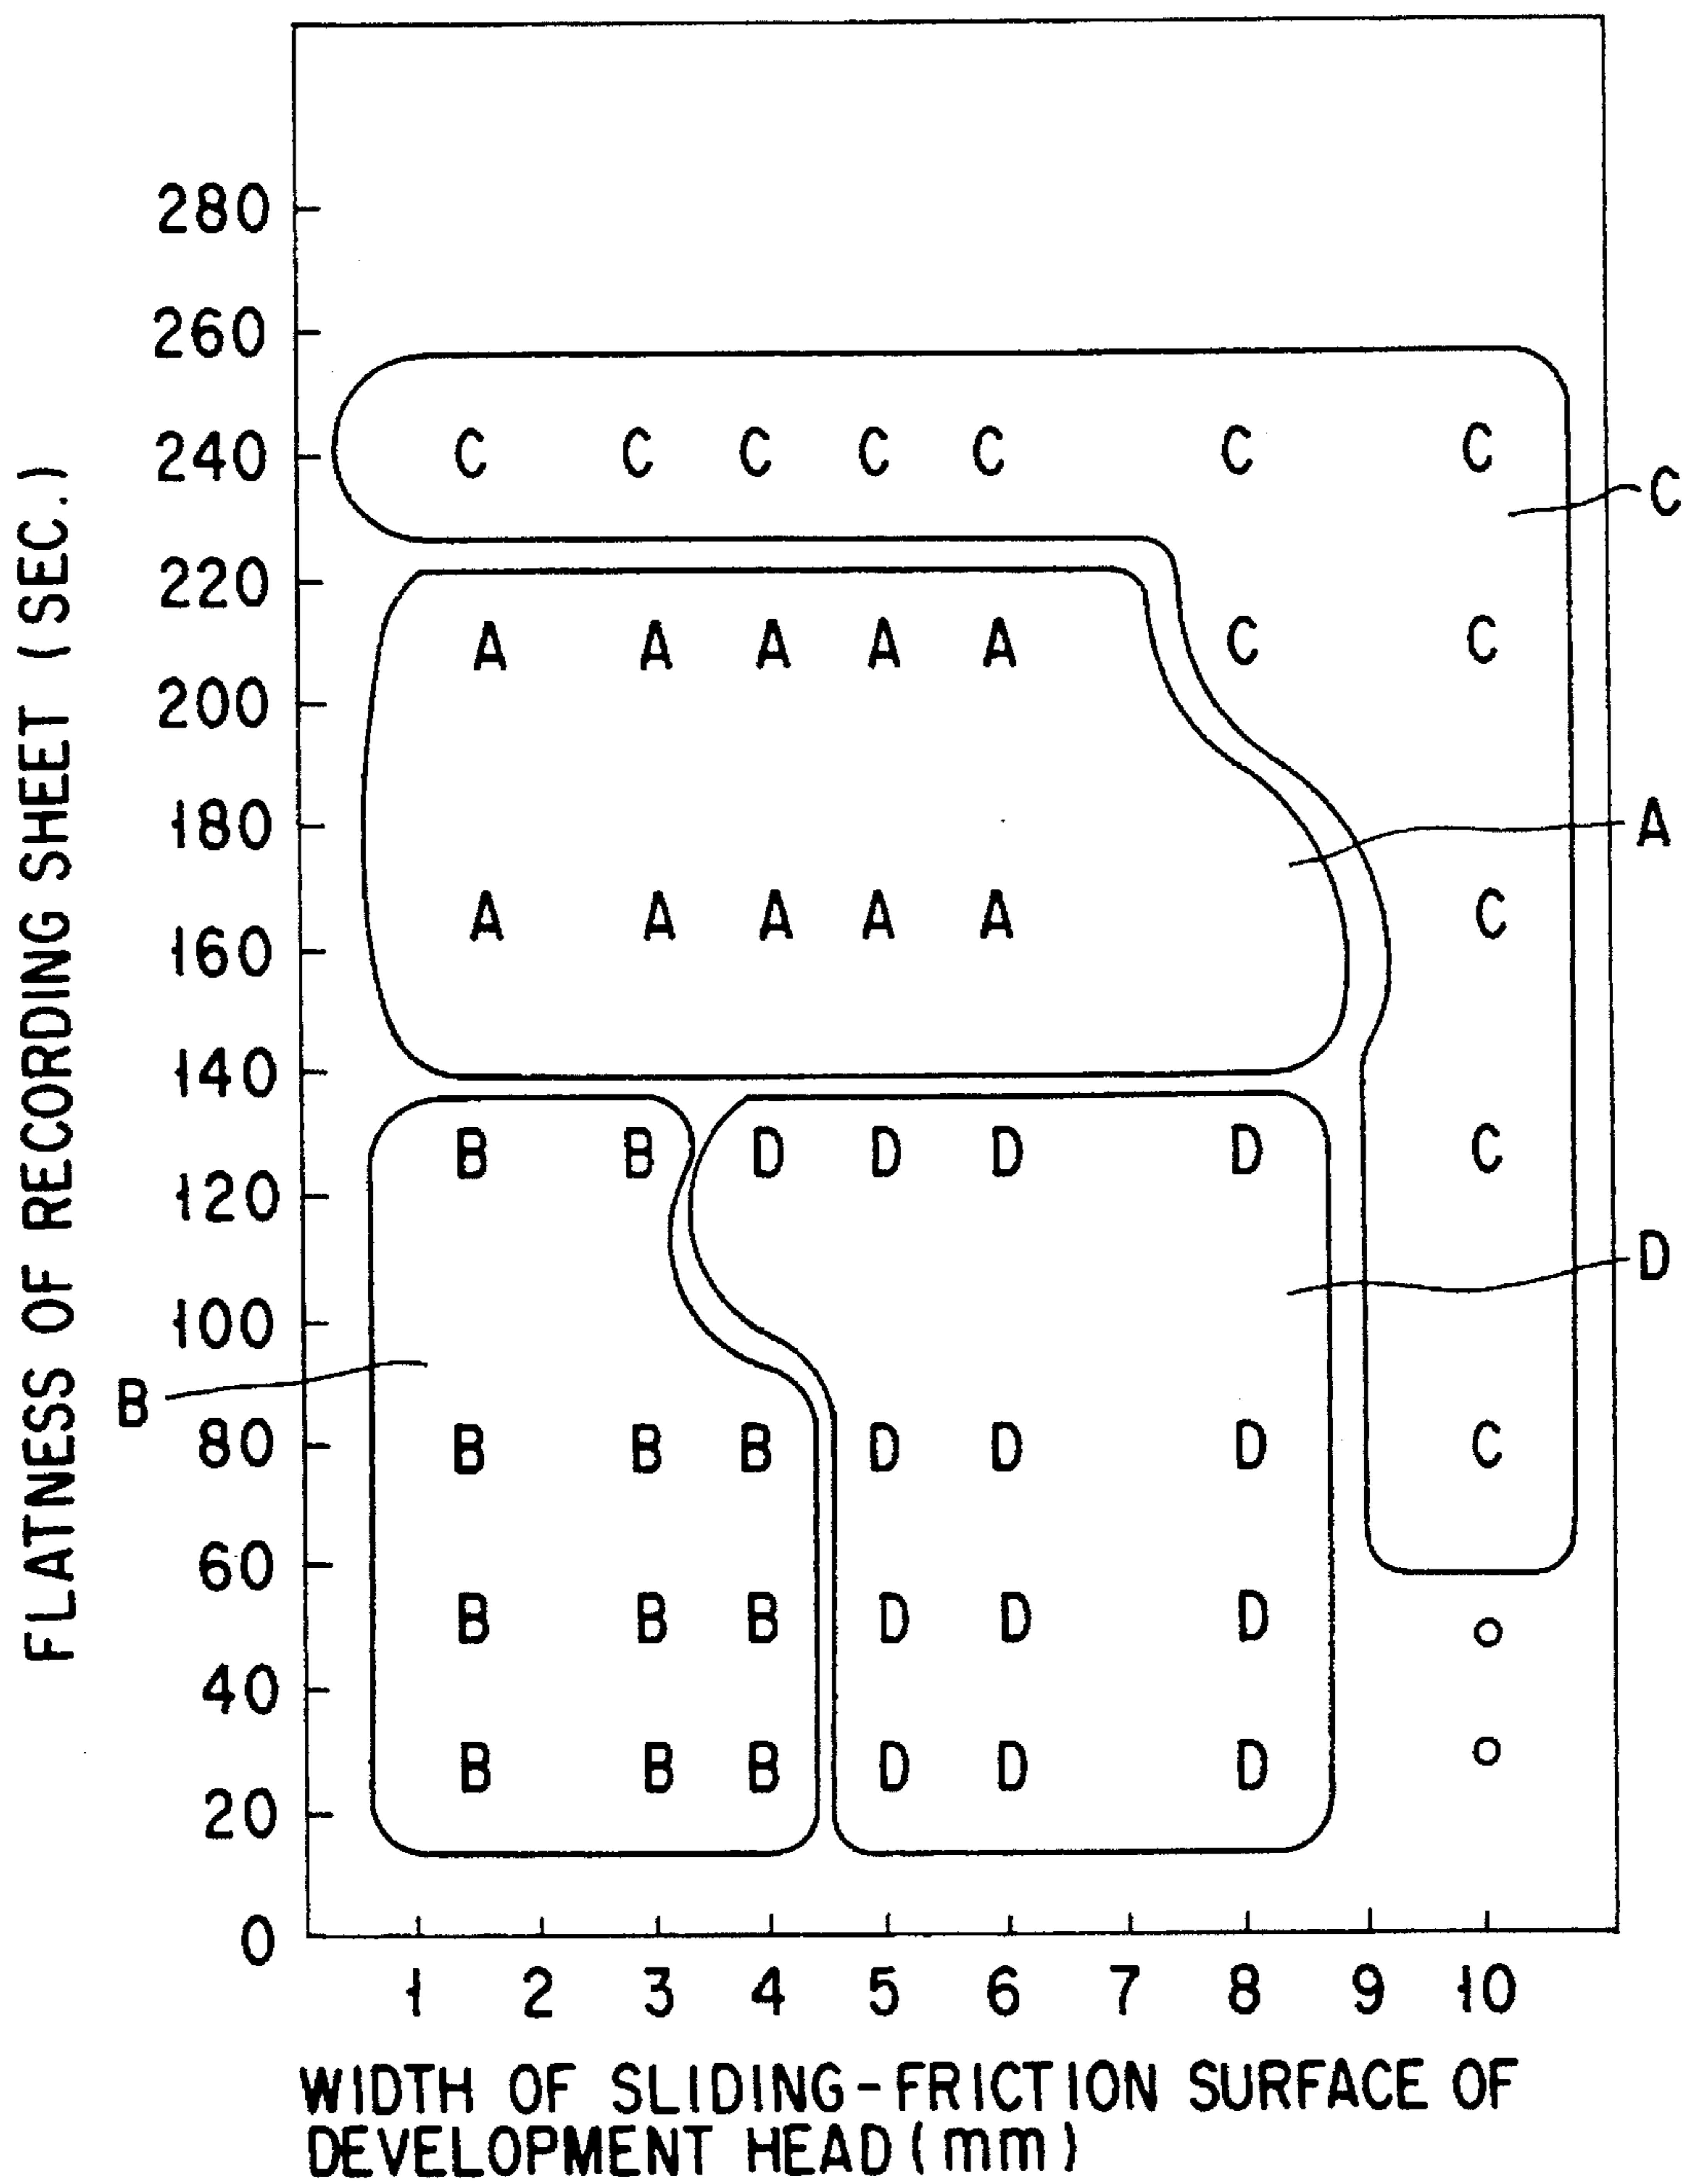 280
260
240 C C C C C C C
C
220
A A A A A C C
200
180
A
A A A A A C
160
140
B B D D D D C
120
D
100
B
80 B B B D D D C
60
B B B D D D o
40
B B B D D D o
20
0
1 2 3 4 5 6 7 8 9 10
FLATNESS OF RECORDING SHEET (SEC.)
WIDTH OF SLIDING-FRICTION SURFACE OF
DEVELOPMENT HEAD (mm)